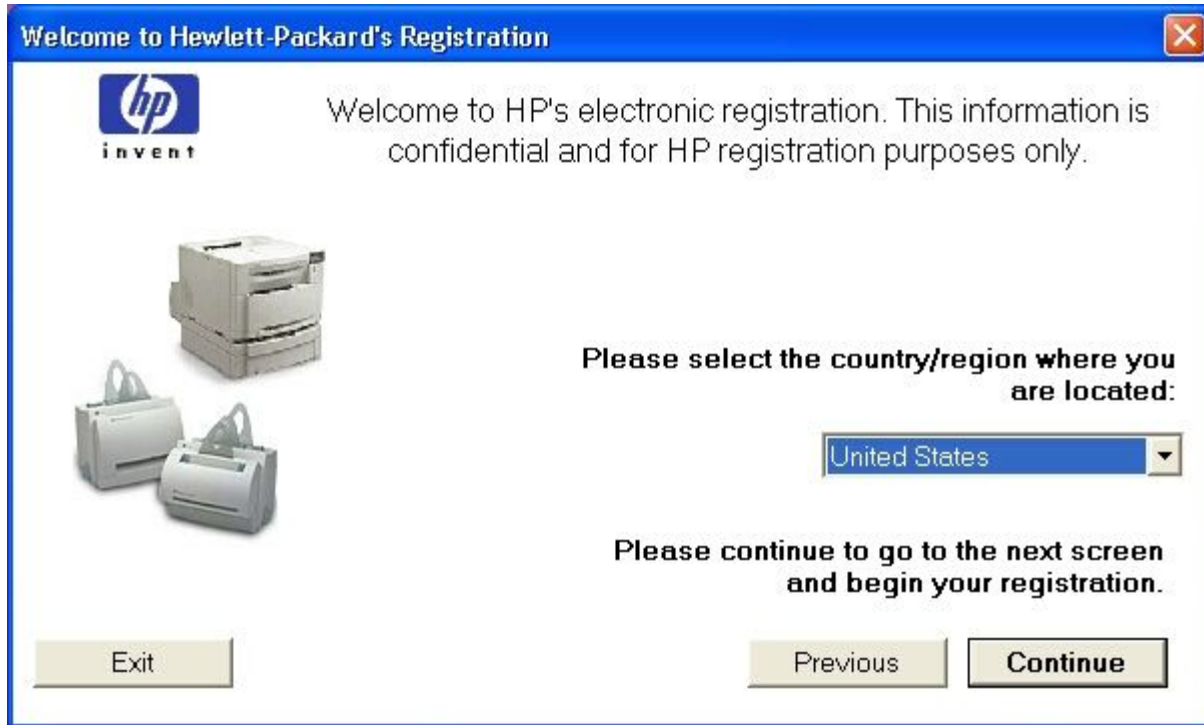 Welcome to Hewlett-Packard's Registration
hp
invent
Welcome to HP's electronic registration. This information is
confidential and for HP registration purposes only.
Please select the country/region where you
are located:
United States
Please continue to go to the next screen
and begin your registration.
Exit
Previous
Continue